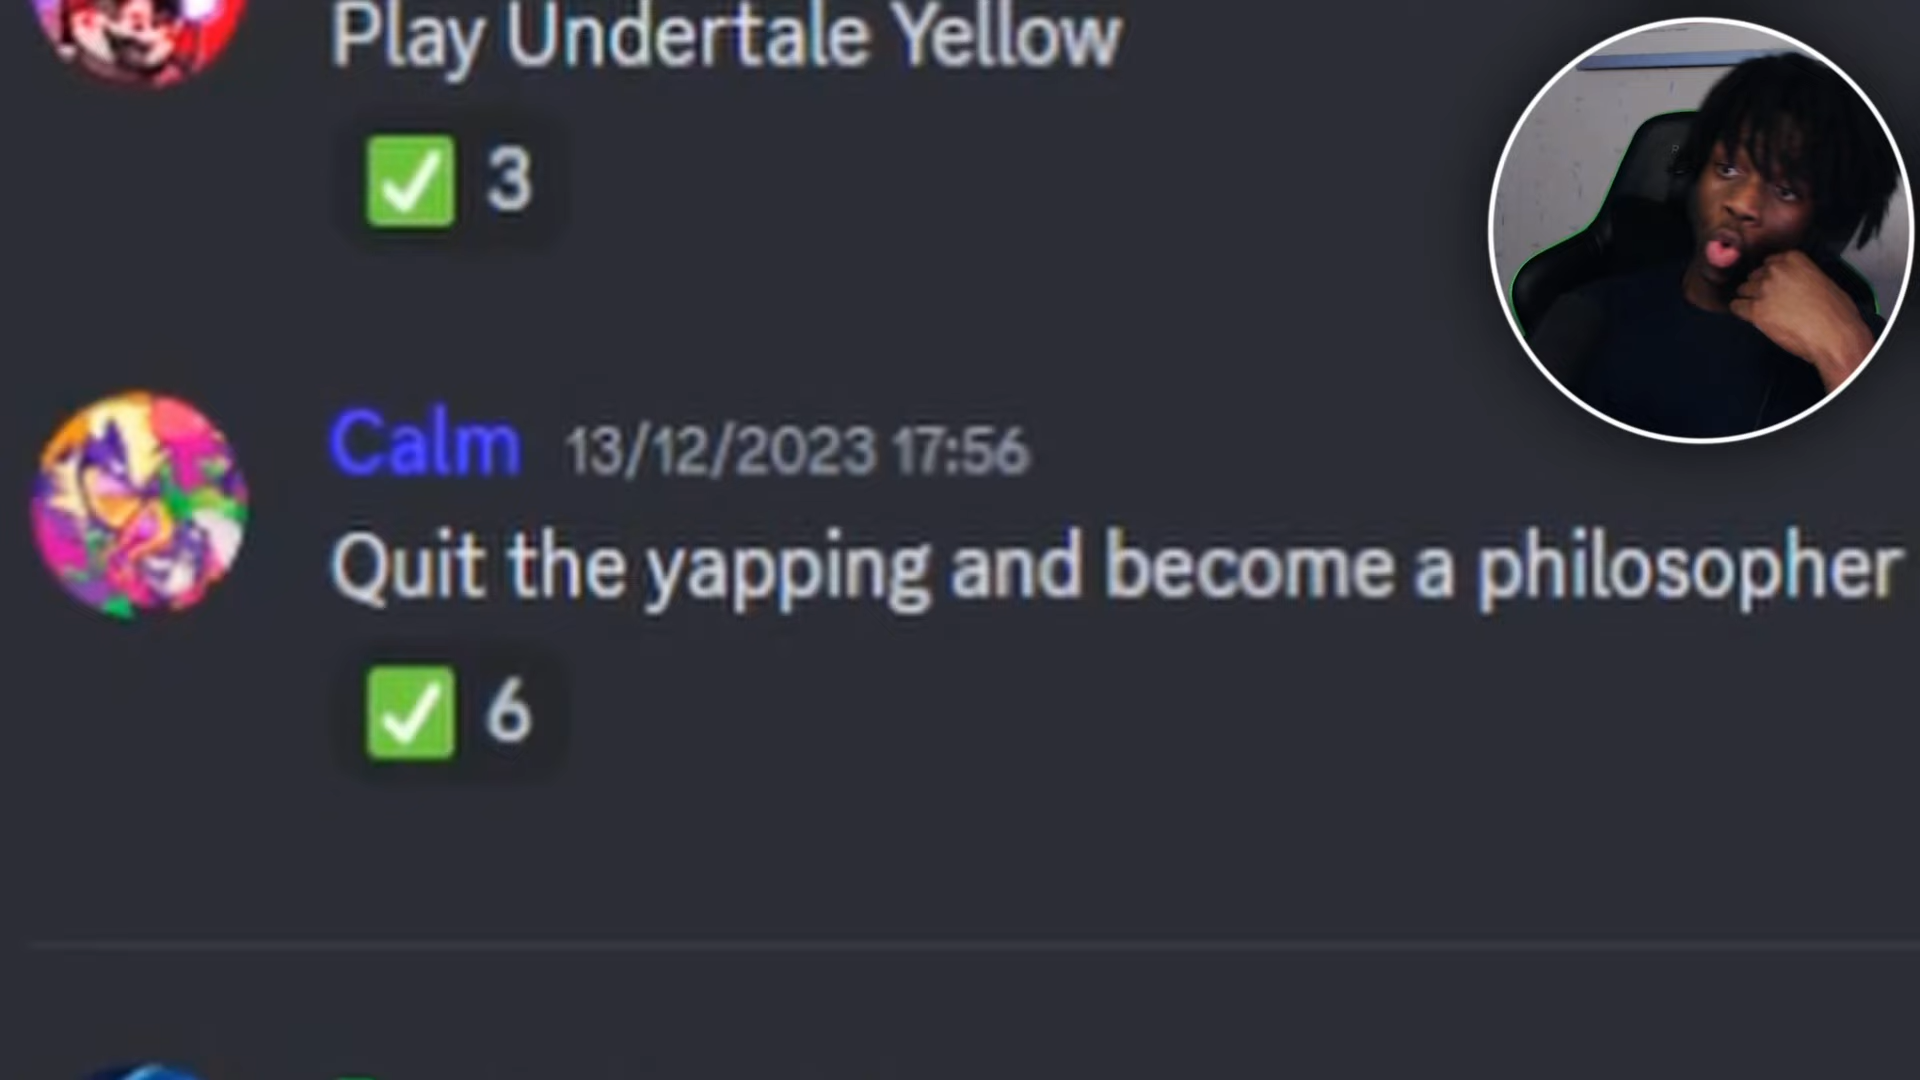 Play Undertale Yellow
✅ 3
Calm 13/12/2023 17:56
Quit the yapping and become a philosopher
✅ 6